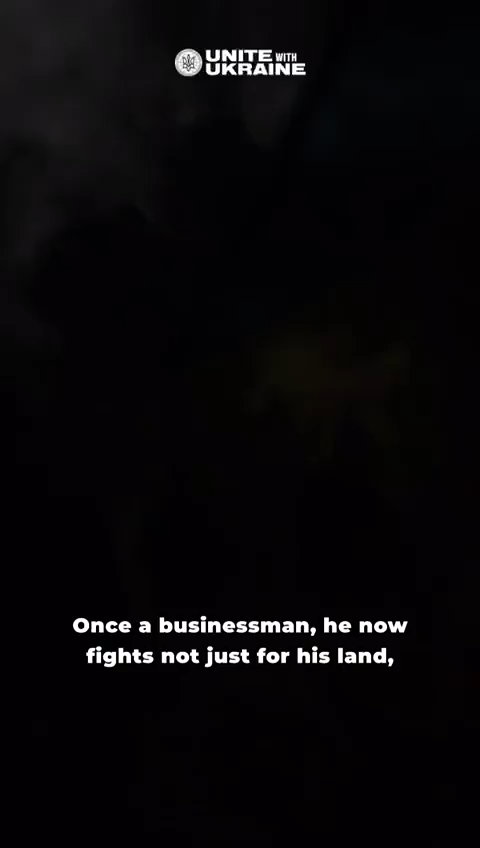 UNITE WITH
UKRAINE
Once a businessman, he now
fights not just for his land,